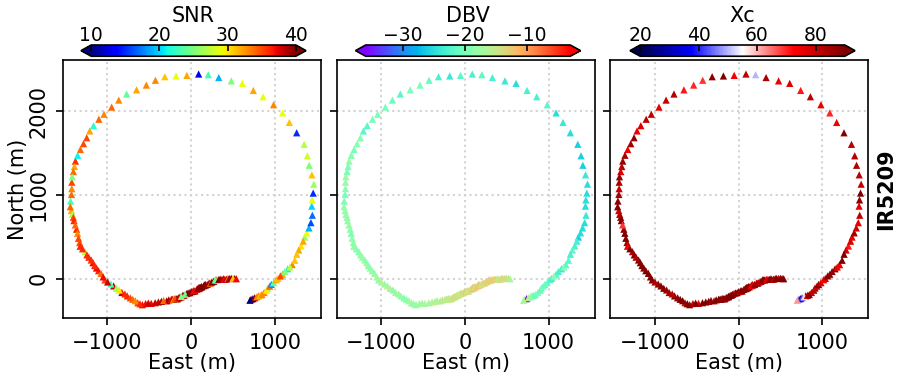 SNR DBV Xc
10 20 30 40 −30 −20 −10 20 40 60 80
2000
1000
0
North (m)
IR5209
−1000 0 1000 −1000 0 1000 −1000 0 1000
East (m) East (m) East (m)